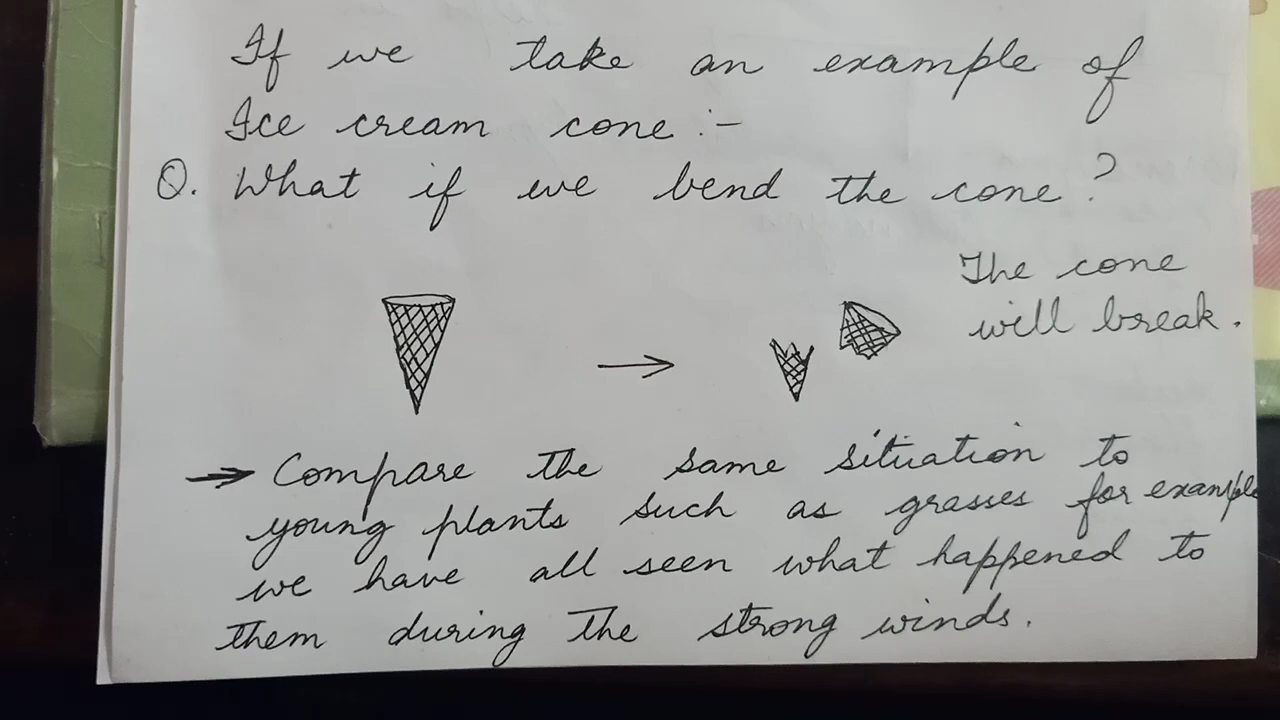 If we take an example of
Ice cream cone :-
Q. What if we bend the cone?
The cone
will break.
→ Compare the same situation to
young plants such as grasses for example
we have all seen what happened to
them during the strong winds.